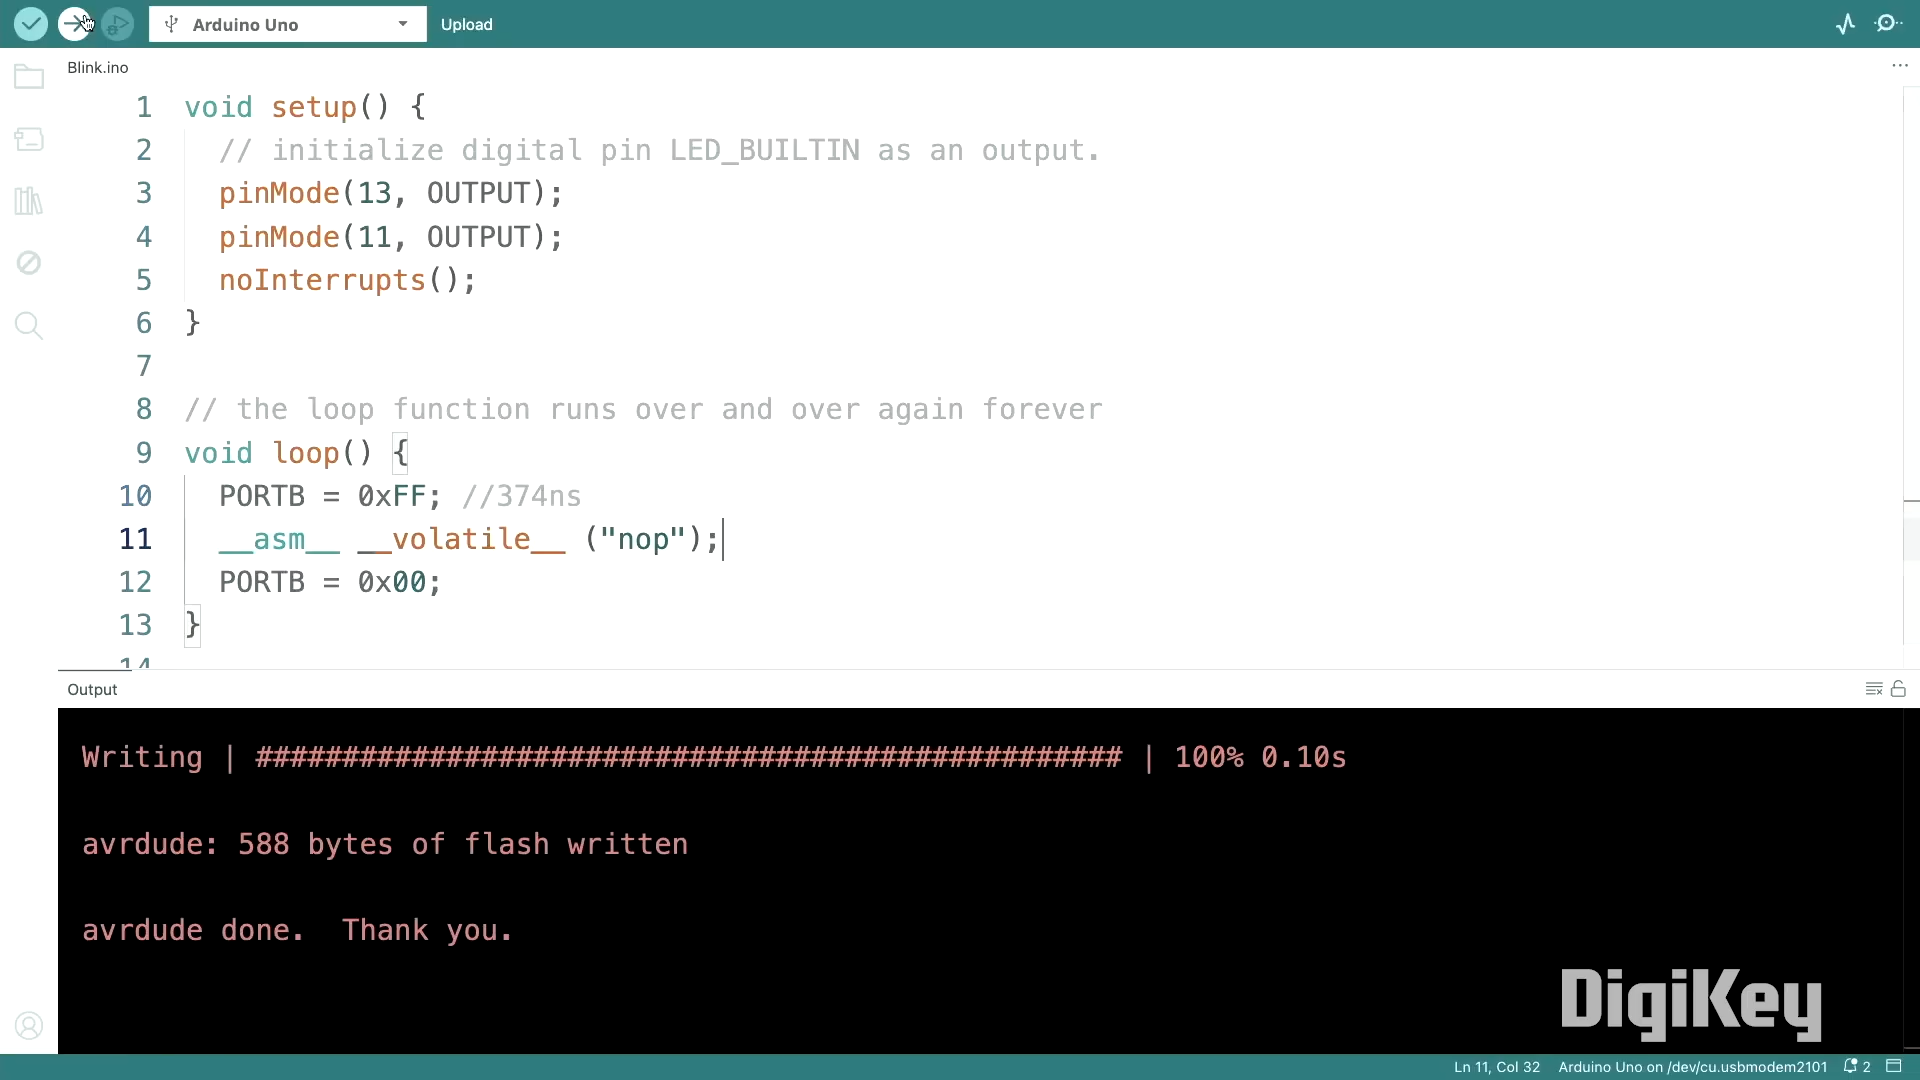 Arduino Uno
Upload
Blink.ino
1 void setup() {
2 // initialize digital pin LED_BUILTIN as an output.
3 pinMode(13, OUTPUT);
4 pinMode(11, OUTPUT);
5 noInterrupts();
6 }
7
8 // the loop function runs over and over again forever
9 void loop() {
10 PORTB = 0xFF; //374ns
11 __asm__ __volatile__ ("nop");
12 PORTB = 0x00;
13 }
14
Output
Writing | ################################################## | 100% 0.10s
avrdude: 588 bytes of flash written
avrdude done.  Thank you.
DigiKey
Ln 11, Col 32 Arduino Uno on /dev/cu.usbmodem2101 2